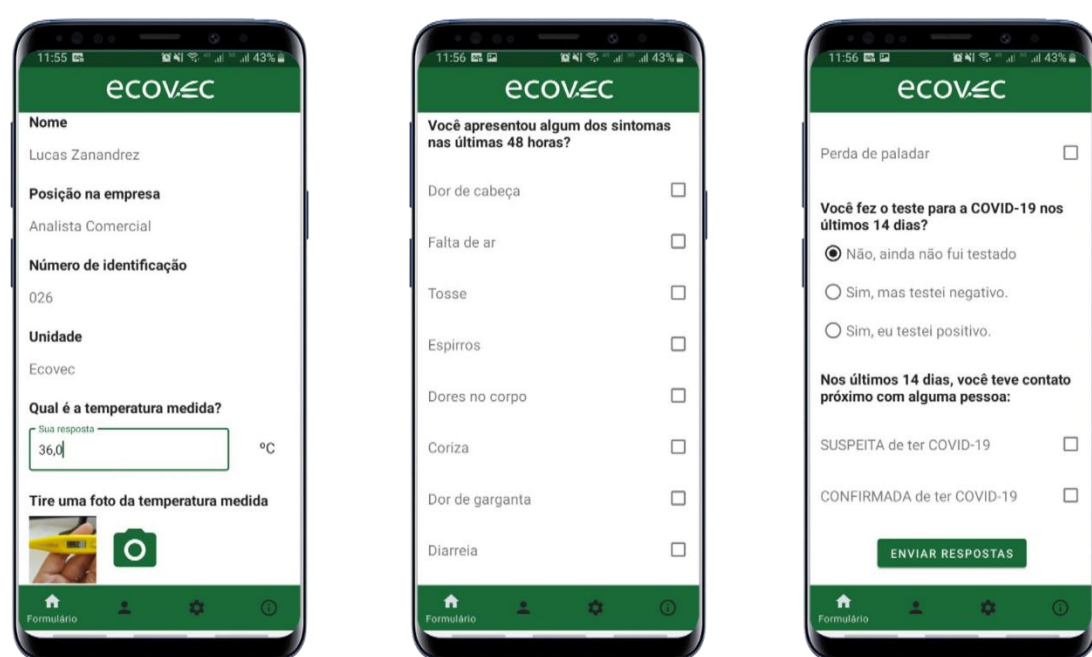 11:55
43%
ecovec
Nome
Lucas Zanandrez
Posição na empresa
Analista Comercial
Número de identificação
026
Unidade
Ecovec
Qual é a temperatura medida?
Sua resposta
36,0
ºC
Tire uma foto da temperatura medida
Formulário
11:56
43%
ecovec
Você apresentou algum dos sintomas
nas últimas 48 horas?
Dor de cabeça
Falta de ar
Tosse
Espirros
Dores no corpo
Coriza
Dor de garganta
Diarreia
Formulário
11:56
43%
ecovec
Perda de paladar
Você fez o teste para a COVID-19 nos
últimos 14 dias?
Não, ainda não fui testado
Sim, mas testei negativo.
Sim, eu testei positivo.
Nos últimos 14 dias, você teve contato
próximo com alguma pessoa:
SUSPEITA de ter COVID-19
CONFIRMADA de ter COVID-19
ENVIAR RESPOSTAS
Formulário